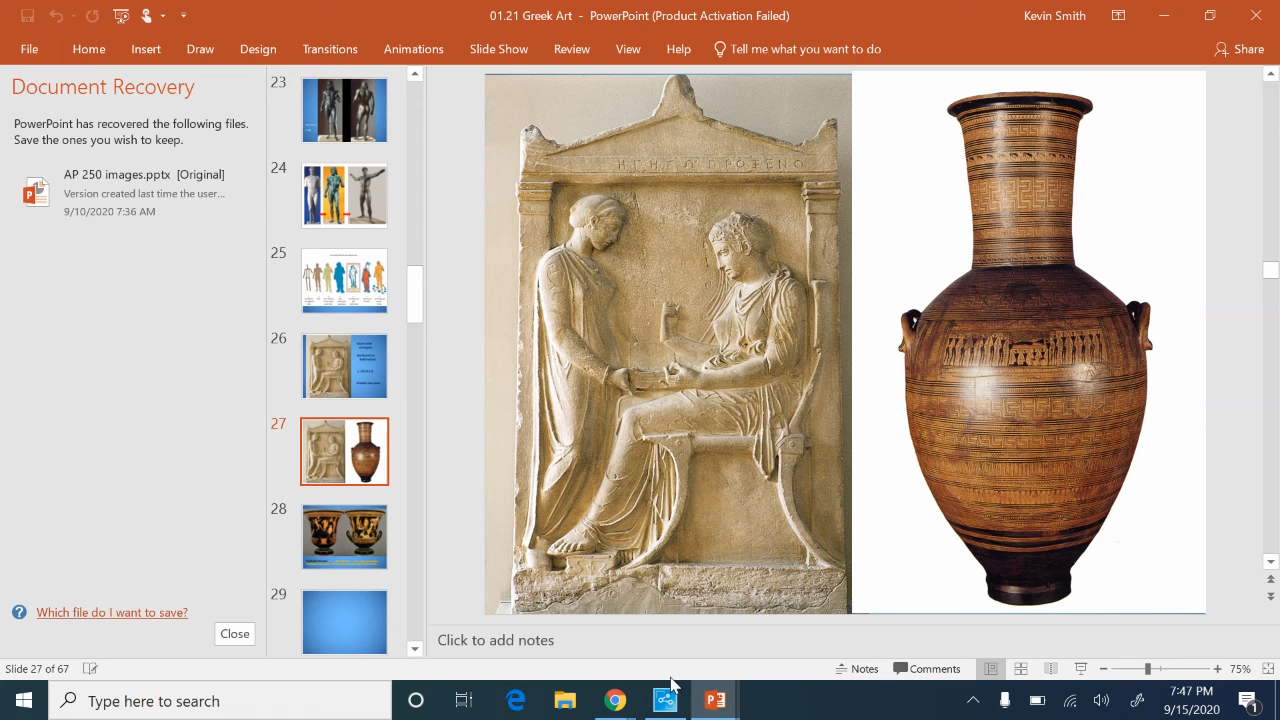 01.21 Greek Art - PowerPoint (Product Activation Failed)
Kevin Smith
File Home Insert Draw Design Transitions Animations Slide Show Review View Help Tell me what you want to do Share
Document Recovery
PowerPoint has recovered the following files.
Save the ones you wish to keep.
AP 250 images.pptx [Original]
Version created last time the user...
9/10/2020 7:36 AM
Which file do I want to save?
Close
23
24
25
26
27
28
29
Click to add notes
Slide 27 of 67
Notes Comments 75%
Type here to search
7:47 PM
9/15/2020
1